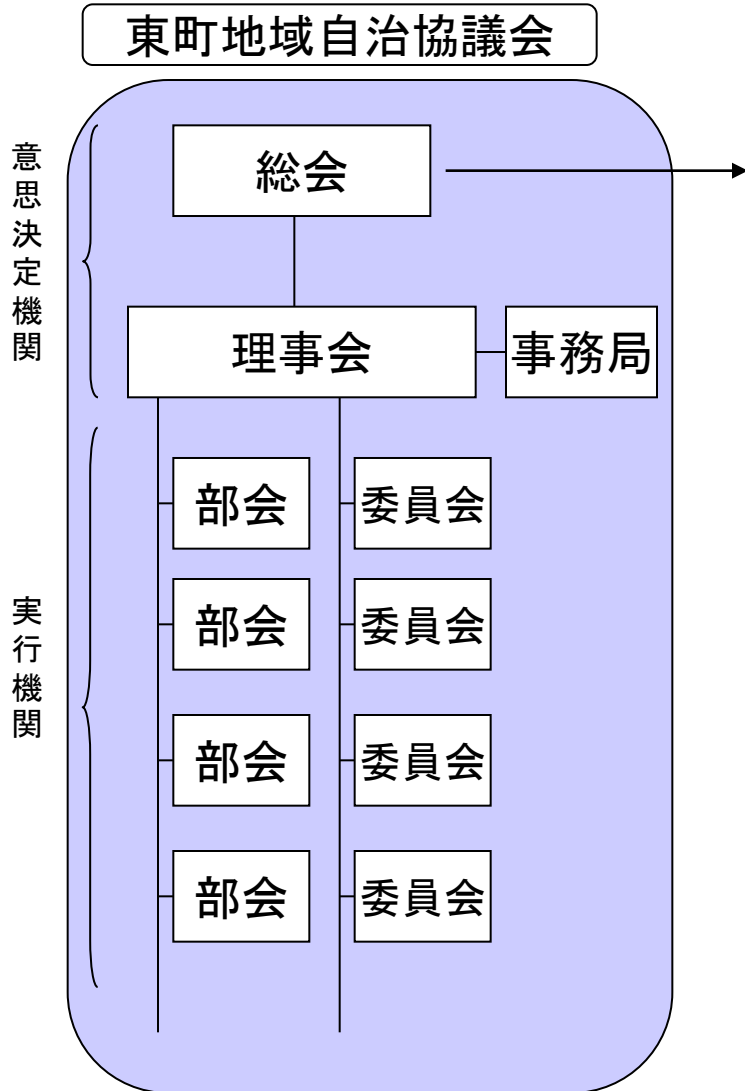 東町地域自治協議会
意思決定機関
総会
理事会
事務局
実行機関
部会
委員会
部会
委員会
部会
委員会
部会
委員会